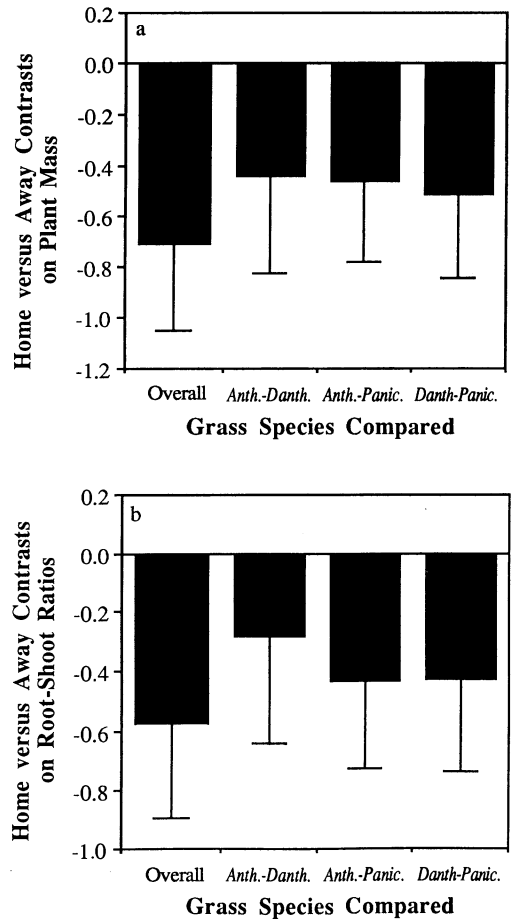 a
0.2
0.0
-0.2
-0.4
-0.6
-0.8
-1.0
-1.2
Home versus Away Contrasts
on Plant Mass
Overall
Anth.-Danth.
Anth.-Panic.
Danth-Panic.
Grass Species Compared
b
0.2
0.0
-0.2
-0.4
-0.6
-0.8
-1.0
Home versus Away Contrasts
on Root-Shoot Ratios
Overall
Anth.-Danth.
Anth.-Panic.
Danth-Panic.
Grass Species Compared